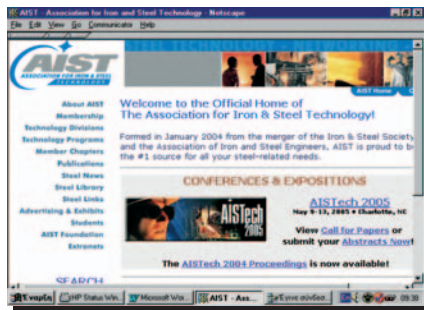 AIST - Association for Iron and Steel Technology - Netscape
File Edit View Go Communicator Help
AIST
ASSOCIATION FOR IRON & STEEL TECHNOLOGY
STEEL TECHNOLOGY
AIST Home
About AIST
Membership
Technology Divisions
Technology Programs
Member Chapters
Publications
Steel News
Steel Library
Steel Links
Advertising & Exhibits
Students
AIST Foundation
Extranets
SEARCH
Welcome to the Official Home of
The Association for Iron & Steel Technology!
Formed in January 2004 from the merger of the Iron & Steel Society
and the Association of Iron and Steel Engineers, AIST is proud to b
the #1 source for all your steel-related needs.
CONFERENCES & EXPOSITIONS
AISTech
2005
AISTech 2005
May 9-12, 2005 • Charlotte, NC
View Call for Papers or
submit your Abstracts Now!
The AISTech 2004 Proceedings is now available!
Έναρξη
HP Status Win...
Microsoft Wor...
AIST - Ass...
Έγινε σύνδεσ...
09:38